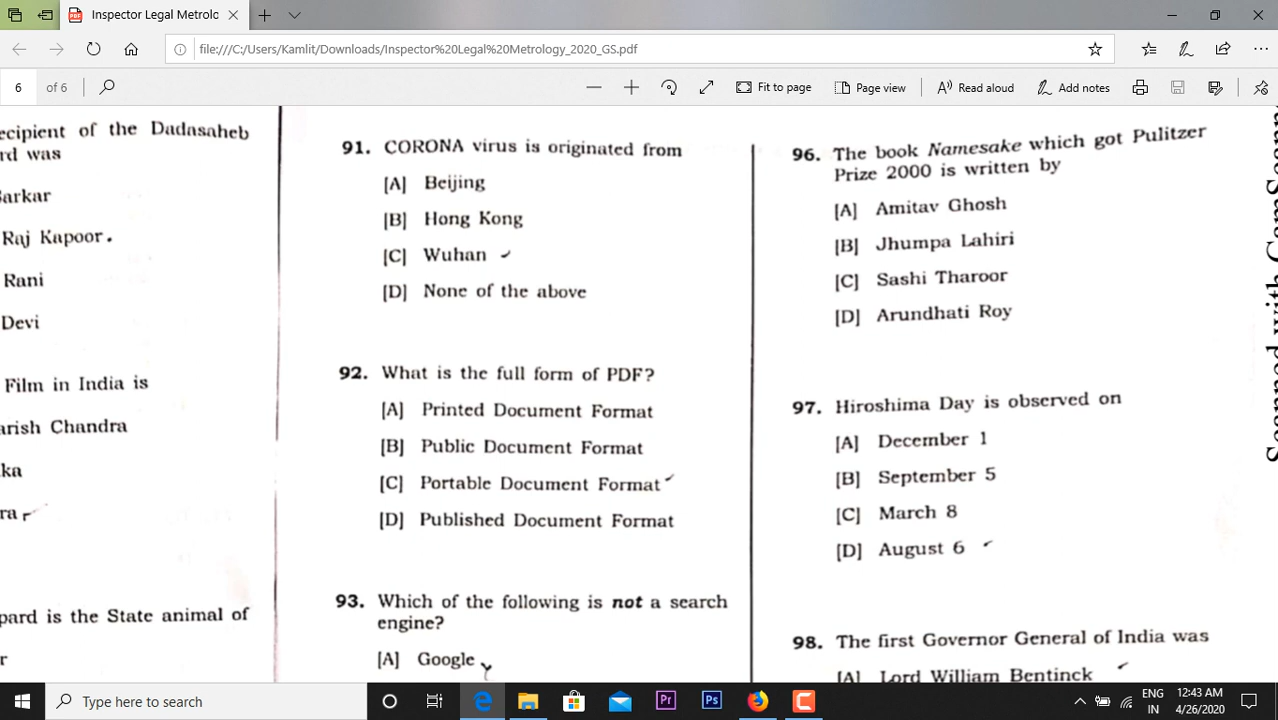 Inspector Legal Metrolo
file:///C:/Users/Kamlit/Downloads/Inspector%20Legal%20Metrology_2020_GS.pdf
6 of 6
Fit to page
Page view
Read aloud
Add notes
ecipient of the Dadasaheb
rd was
arkar
Raj Kapoor.
Rani
Devi
Film in India is
arish Chandra
ka
ra
pard is the State animal of
r
91. CORONA virus is originated from
[A] Beijing
[B] Hong Kong
[C] Wuhan
[D] None of the above
92. What is the full form of PDF?
[A] Printed Document Format
[B] Public Document Format
[C] Portable Document Format
[D] Published Document Format
93. Which of the following is not a search
engine?
[A] Google
96. The book Namesake which got Pulitzer
Prize 2000 is written by
[A] Amitav Ghosh
[B] Jhumpa Lahiri
[C] Sashi Tharoor
[D] Arundhati Roy
97. Hiroshima Day is observed on
[A] December 1
[B] September 5
[C] March 8
[D] August 6
98. The first Governor General of India was
[A] Lord William Bentinck
Type here to search
ENG
IN
12:43 AM
4/26/2020